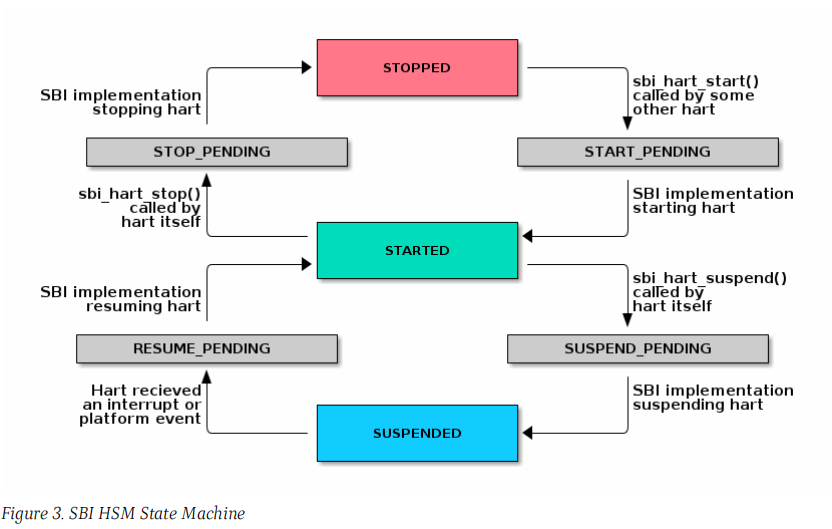 STOPPED
SBI implementation
stopping hart
sbi_hart_start()
called by some
other hart
STOP_PENDING
START_PENDING
sbi_hart_stop()
called by
hart itself
SBI implementation
starting hart
STARTED
SBI implementation
resuming hart
sbi_hart_suspend()
called by
hart itself
RESUME_PENDING
SUSPEND_PENDING
Hart recieved
an interrupt or
platform event
SBI implementation
suspending hart
SUSPENDED
Figure 3. SBI HSM State Machine